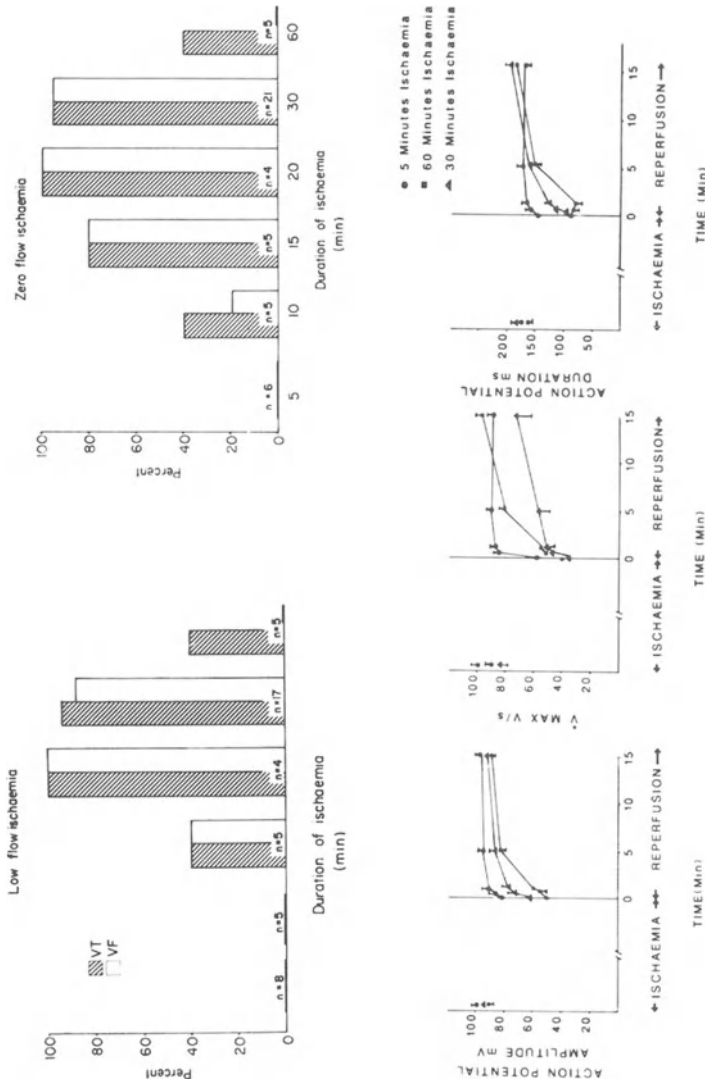 Low flow ischaemia
VT
VF
100
80
60
40
20
0
n=8
n=5
n=5
n=4
n=17
n=5
Duration of ischaemia
(min)
Zero flow ischaemia
Percent
100
80
60
40
20
0
n=6
n=5
n=5
n=4
n=21
n=5
5
10
15
20
30
60
Duration of ischaemia
(min)
ACTION POTENTIAL
AMPLITUDE mV
100
80
60
40
20
0
5
10
15
←ISCHAEMIA→← REPERFUSION→
TIME(Min)
V̇ MAX V/s
100
80
60
40
20
0
5
10
15
←ISCHAEMIA→← REPERFUSION→
TIME (Min)
ACTION POTENTIAL
DURATION ms
200
150
100
50
0
5
10
15
←ISCHAEMIA→← REPERFUSION→
TIME (Min)
5 Minutes Ischaemia
60 Minutes Ischaemia
30 Minutes Ischaemia